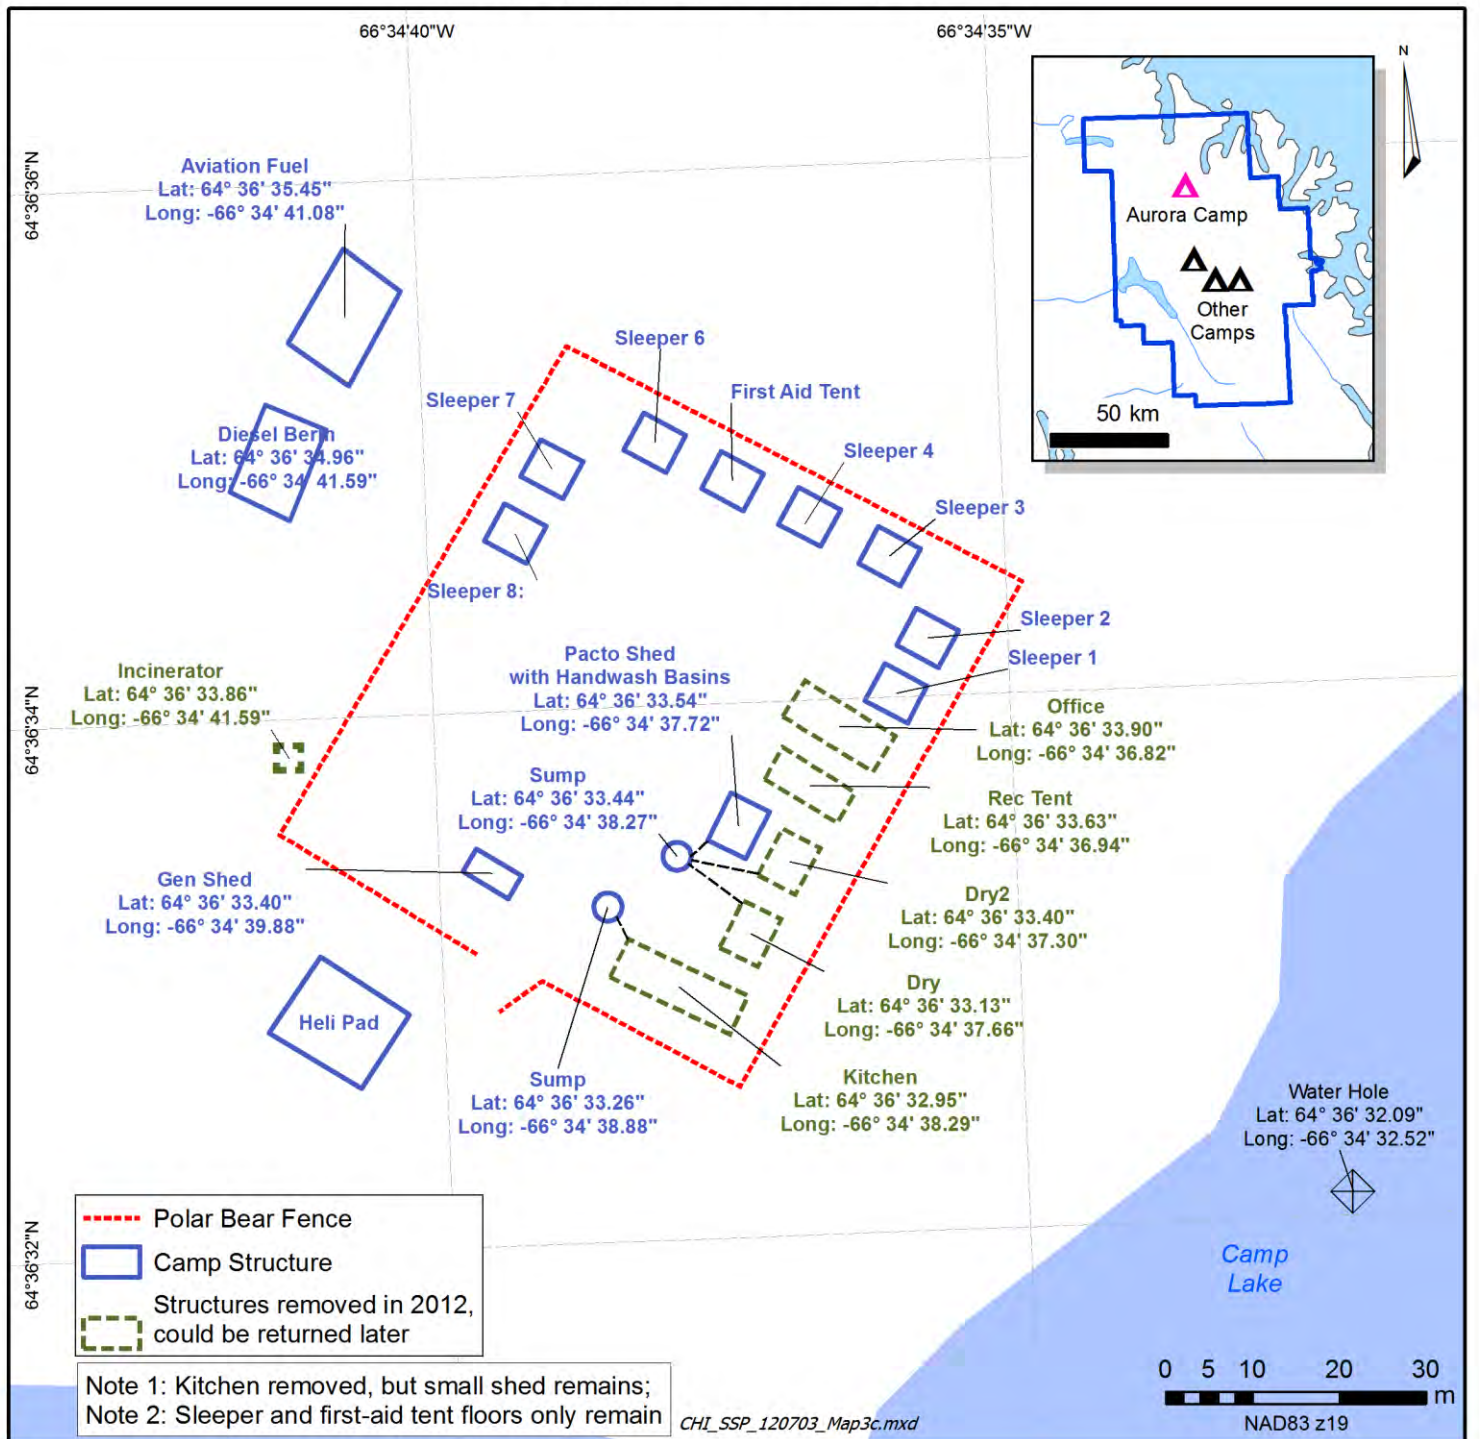 66°34'40"W
66°34'35"W
N
64°36'36"N
64°36'34"N
64°36'32"N
Aviation Fuel
Lat: 64° 36' 35.45"
Long: -66° 34' 41.08"
Aurora Camp
Other
Camps
50 km
Sleeper 6
Sleeper 7
First Aid Tent
Diesel Berm
Lat: 64° 36' 34.96"
Long: -66° 34' 41.59"
Sleeper 4
Sleeper 3
Sleeper 8:
Sleeper 2
Sleeper 1
Incinerator
Lat: 64° 36' 33.86"
Long: -66° 34' 41.59"
Pacto Shed
with Handwash Basins
Lat: 64° 36' 33.54"
Long: -66° 34' 37.72"
Office
Lat: 64° 36' 33.90"
Long: -66° 34' 36.82"
Sump
Lat: 64° 36' 33.44"
Long: -66° 34' 38.27"
Rec Tent
Lat: 64° 36' 33.63"
Long: -66° 34' 36.94"
Gen Shed
Lat: 64° 36' 33.40"
Long: -66° 34' 39.88"
Dry2
Lat: 64° 36' 33.40"
Long: -66° 34' 37.30"
Dry
Lat: 64° 36' 33.13"
Long: -66° 34' 37.66"
Heli Pad
Sump
Lat: 64° 36' 33.26"
Long: -66° 34' 38.88"
Kitchen
Lat: 64° 36' 32.95"
Long: -66° 34' 38.29"
Water Hole
Lat: 64° 36' 32.09"
Long: -66° 34' 32.52"
Camp
Lake
Polar Bear Fence
Camp Structure
Structures removed in 2012,
could be returned later
Note 1: Kitchen removed, but small shed remains;
Note 2: Sleeper and first-aid tent floors only remain
CHI_SSP_120703_Map3c.mxd
0 5 10 20 30
m
NAD83 z19